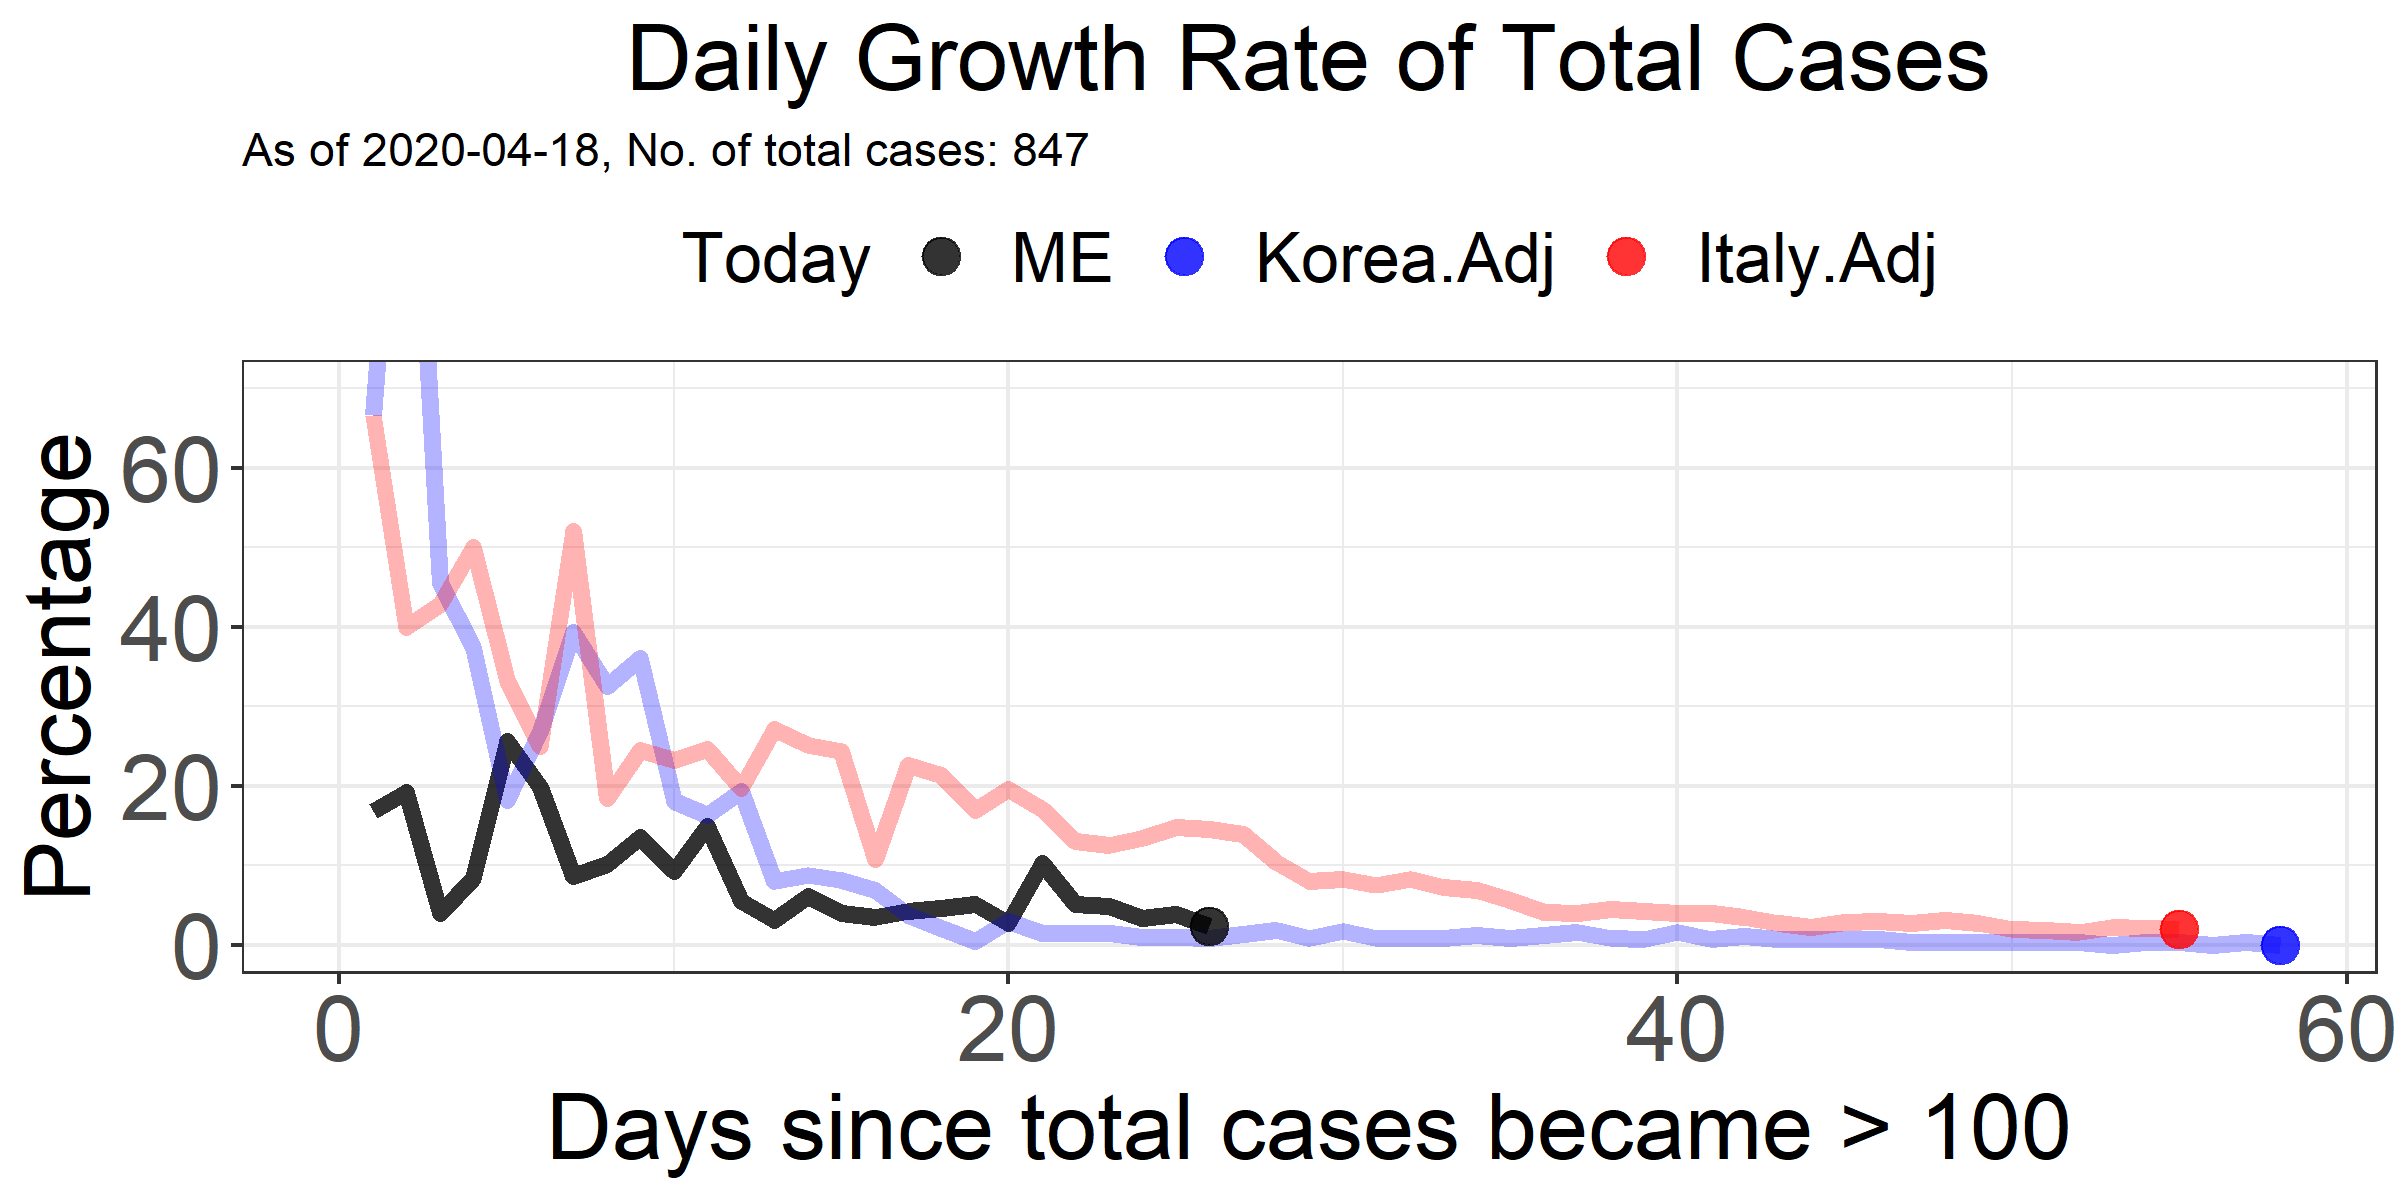 Daily Growth Rate of Total Cases
As of 2020-04-18, No. of total cases: 847
Today ME Korea.Adj Italy.Adj
Percentage
60
40
20
0
0 20 40 60
Days since total cases became > 100